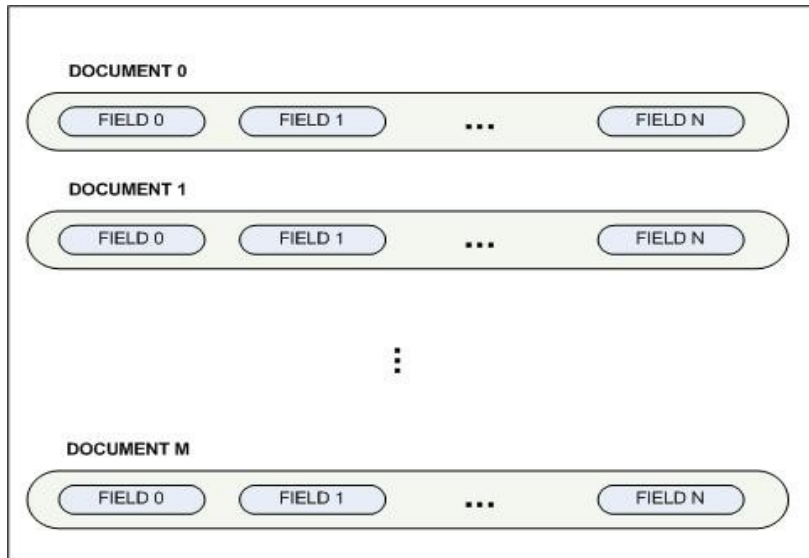 DOCUMENT 0
FIELD 0 FIELD 1 ... FIELD N
DOCUMENT 1
FIELD 0 FIELD 1 ... FIELD N
⋮
DOCUMENT M
FIELD 0 FIELD 1 ... FIELD N